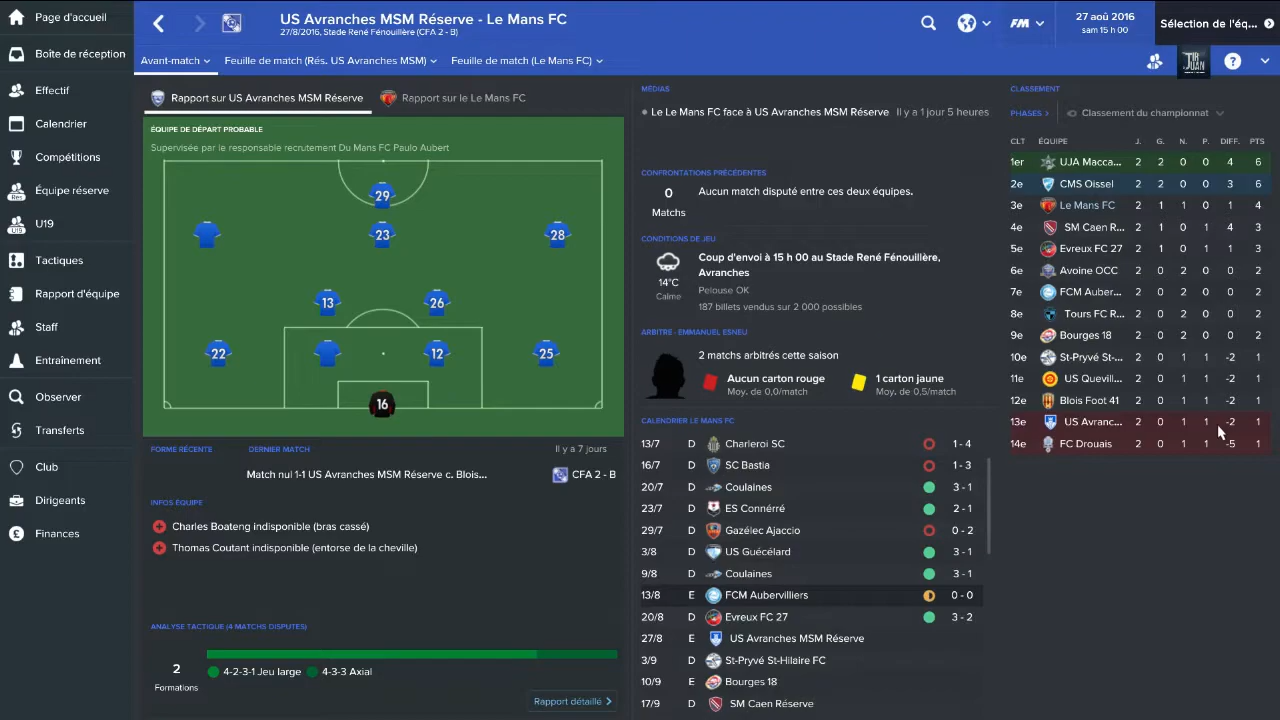 Page d'accueil
Boîte de réception
Effectif
Calendrier
Compétitions
Équipe réserve
U19
Tactiques
Rapport d'équipe
Staff
Entraînement
Observer
Transferts
Club
Dirigeants
Finances
US Avranches MSM Réserve - Le Mans FC
27/8/2016, Stade René Fénouillère (CFA 2 - B)
FM
27 aoû 2016
sam 15 h 00
Sélection de l'éq...
Avant-match
Feuille de match (Rés. US Avranches MSM)
Feuille de match (Le Mans FC)
Rapport sur US Avranches MSM Réserve
Rapport sur le Le Mans FC
ÉQUIPE DE DÉPART PROBABLE
Supervisée par le responsable recrutement Du Mans FC Paulo Aubert
29
23
28
13
26
22
12
25
16
FORME RÉCENTE
DERNIER MATCH
Il y a 7 jours
Match nul 1-1 US Avranches MSM Réserve c. Blois...
CFA 2 - B
INFOS ÉQUIPE
Charles Boateng indisponible (bras cassé)
Thomas Coutant indisponible (entorse de la cheville)
ANALYSE TACTIQUE (4 MATCHS DISPUTÉS)
2
Formations
4-2-3-1 Jeu large
4-3-3 Axial
Rapport détaillé
MÉDIAS
Le Le Mans FC face à US Avranches MSM Réserve Il y a 1 jour 5 heures
CONFRONTATIONS PRÉCÉDENTES
0
Matchs
Aucun match disputé entre ces deux équipes.
CONDITIONS DE JEU
14°C
Calme
Coup d'envoi à 15 h 00 au Stade René Fénouillère,
Avranches
Pelouse OK
187 billets vendus sur 2 000 possibles
ARBITRE - EMMANUEL ESNEU
2 matchs arbitrés cette saison
Aucun carton rouge
Moy. de 0,0/match
1 carton jaune
Moy. de 0,5/match
CALENDRIER LE MANS FC
13/7 D Charleroi SC 1 - 4
16/7 D SC Bastia 1 - 3
20/7 D Coulaines 3 - 1
23/7 D ES Connérré 2 - 1
29/7 D Gazélec Ajaccio 0 - 2
3/8 D US Guécélard 3 - 1
9/8 D Coulaines 3 - 1
13/8 E FCM Aubervilliers 0 - 0
20/8 D Evreux FC 27 3 - 2
27/8 E US Avranches MSM Réserve
3/9 D St-Pryvé St-Hilaire FC
10/9 E Bourges 18
17/9 D SM Caen Réserve
CLASSEMENT
PHASES
Classement du championnat
CLT ÉQUIPE J. G. N. P. DIFF. PTS
1er UJA Macca... 2 2 0 0 4 6
2e CMS Oissel 2 2 0 0 3 6
3e Le Mans FC 2 1 1 0 1 4
4e SM Caen R... 2 1 0 1 4 3
5e Evreux FC 27 2 1 0 1 1 3
6e Avoine OCC 2 0 2 0 0 2
7e FCM Auber... 2 0 2 0 0 2
8e Tours FC R... 2 0 2 0 0 2
9e Bourges 18 2 0 2 0 0 2
10e St-Pryvé St-... 2 0 1 1 -2 1
11e US Quevill... 2 0 1 1 -2 1
12e Blois Foot 41 2 0 1 1 -2 1
13e US Avranc... 2 0 1 1 -2 1
14e FC Drouais 2 0 1 1 -5 1